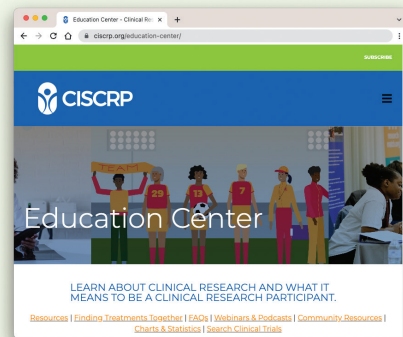 Education Center - Clinical Res
ciscrp.org/education-center/
SUBSCRIBE
CISCRP
TEAM
29
13
7
Education Center
LEARN ABOUT CLINICAL RESEARCH AND WHAT IT
MEANS TO BE A CLINICAL RESEARCH PARTICIPANT.
Resources | Finding Treatments Together | FAQs | Webinars & Podcasts | Community Resources |
Charts & Statistics | Search Clinical Trials